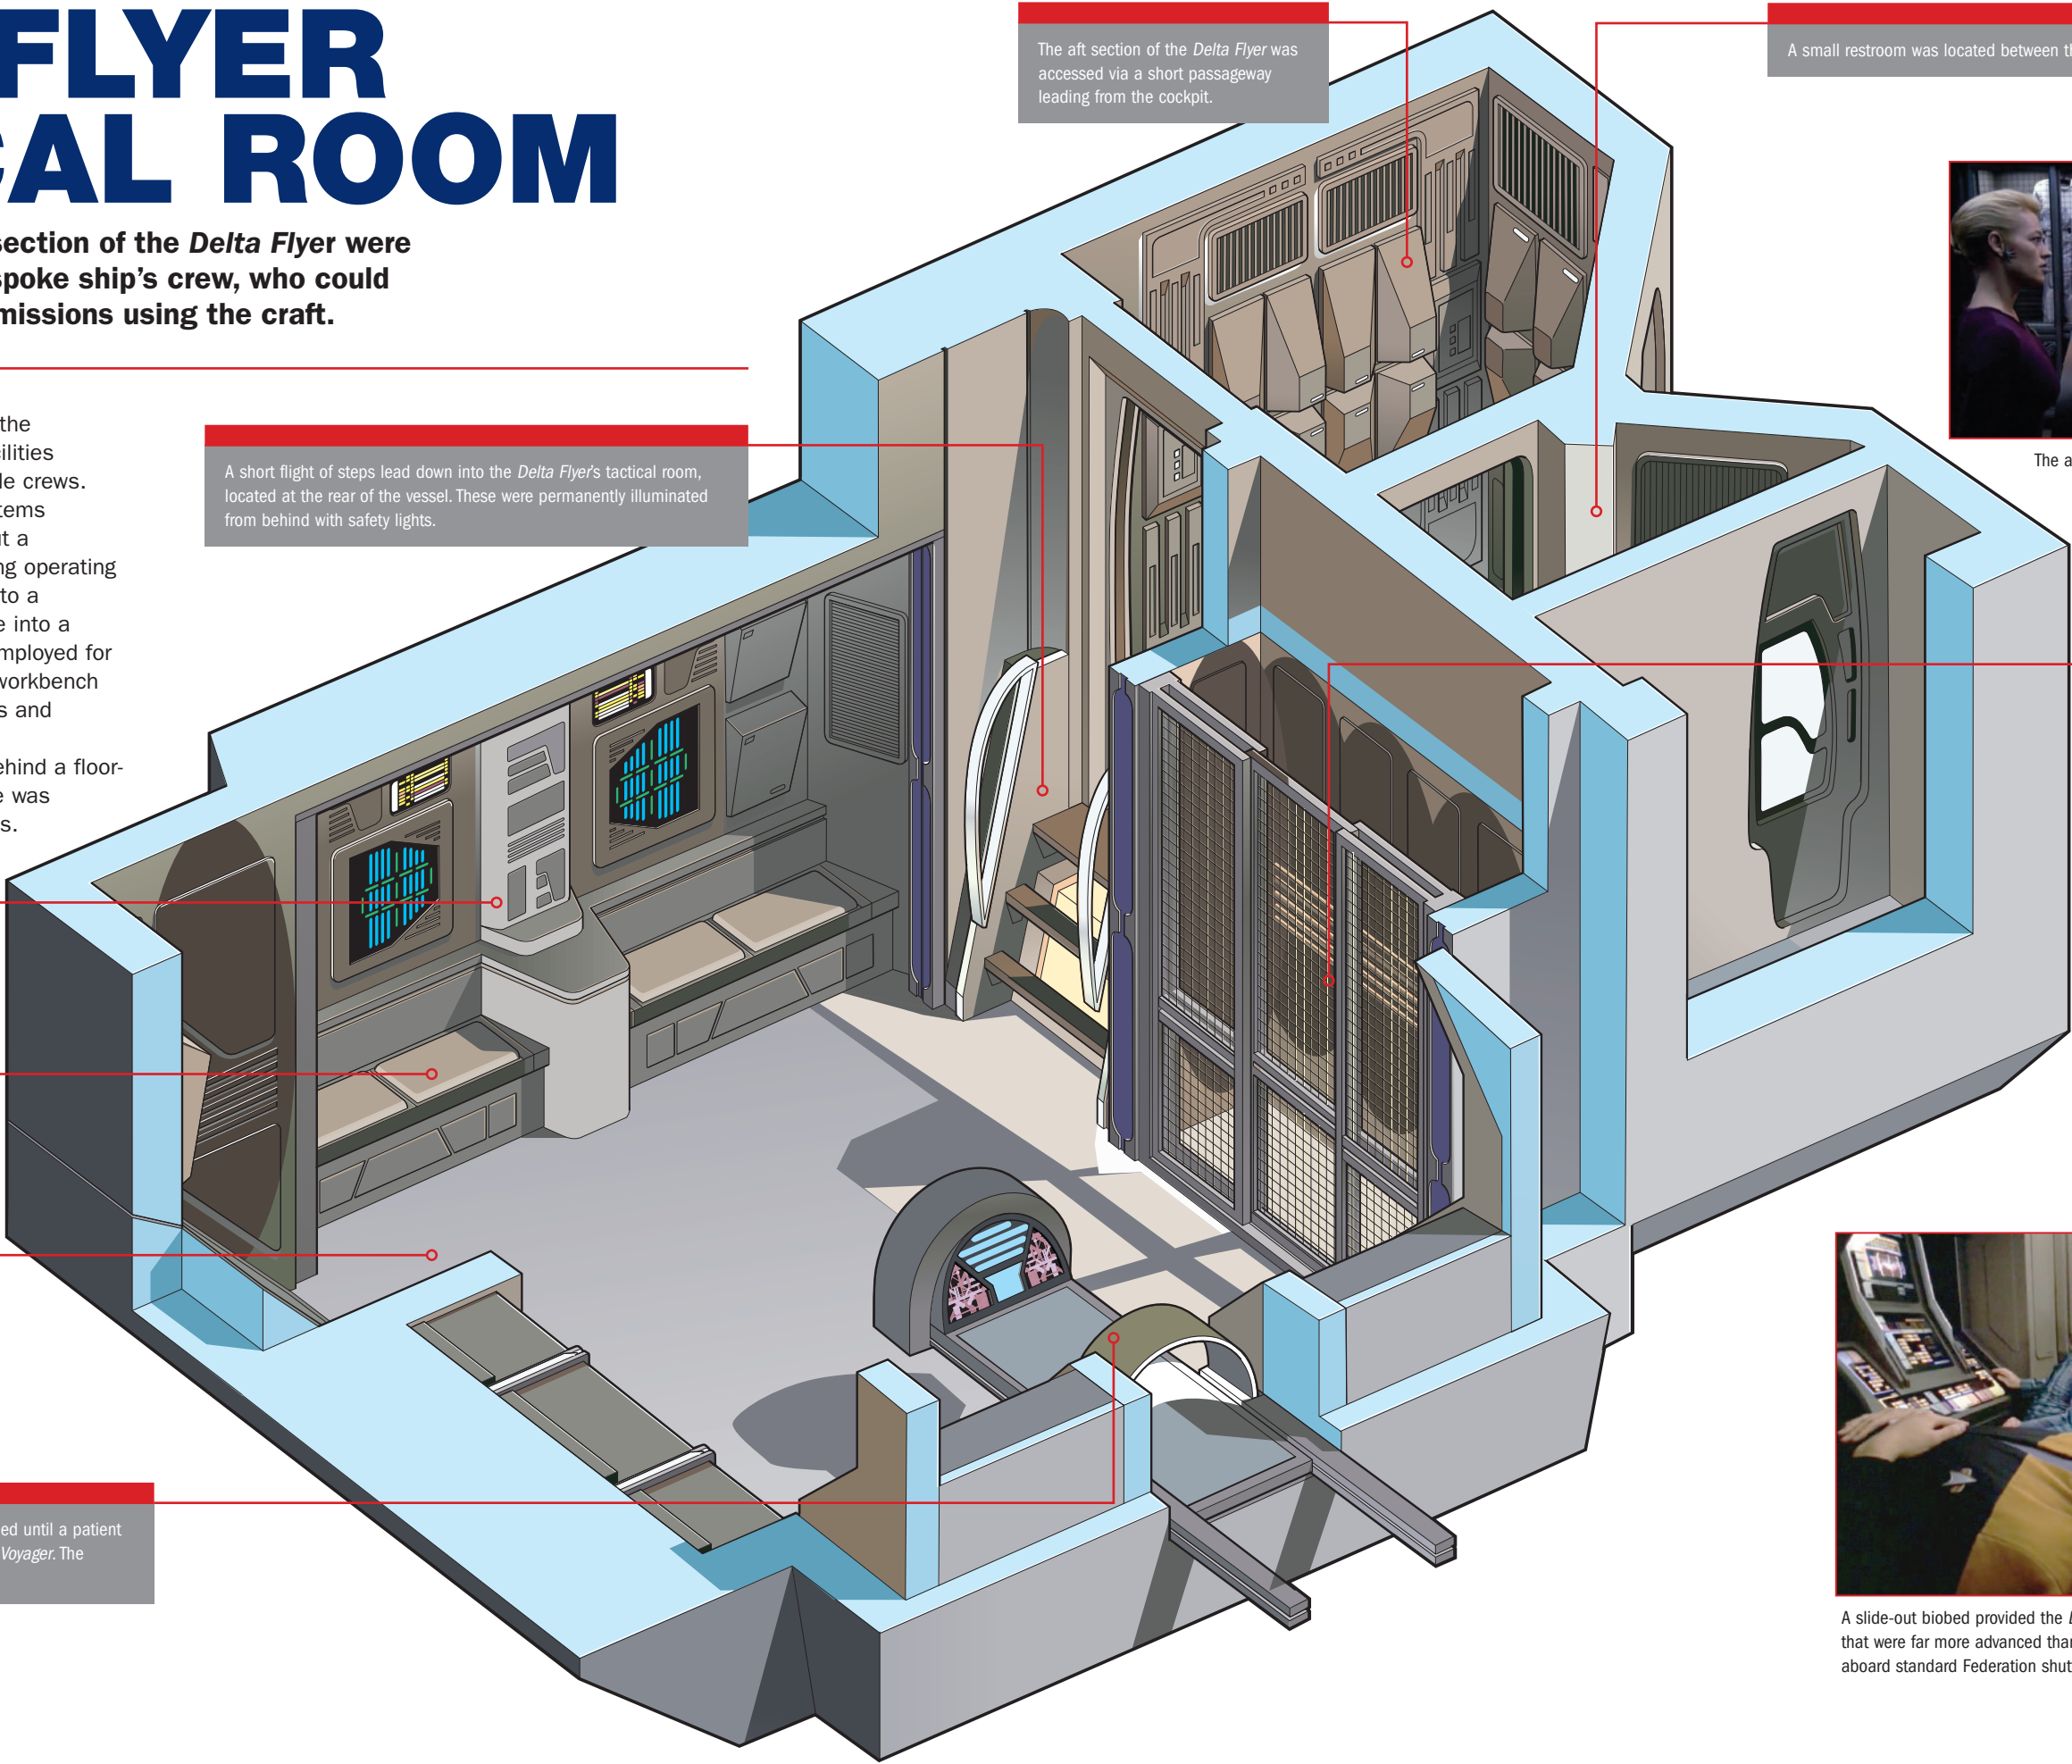 FLYER
CAL ROOM
section of the Delta Flyer were
spoke ship's crew, who could
missions using the craft.
the
cilities
le crews.
tems
ut a
ng operating
to a
e into a
mployed for
workbench
s and
ehind a floor-
e was
s.
The aft section of the Delta Flyer was
accessed via a short passageway
leading from the cockpit.
A small restroom was located between th
The a
A short flight of steps lead down into the Delta Flyer's tactical room,
located at the rear of the vessel. These were permanently illuminated
from behind with safety lights.
ed until a patient
Voyager. The
A slide-out biobed provided the
that were far more advanced than
aboard standard Federation shut